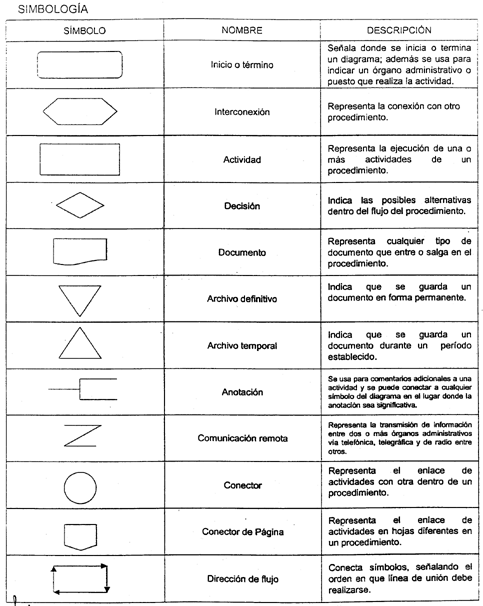 SIMBOLOGÍA
SÍMBOLO NOMBRE DESCRIPCIÓN
Inicio o término
Señala donde se inicia o termina
un diagrama; además se usa para
indicar un órgano administrativo o
puesto que realiza la actividad.
Interconexión
Representa la conexión con otro
procedimiento.
Actividad
Representa la ejecución de una o
más actividades de un
procedimiento.
Decisión
Indica las posibles alternativas
dentro del flujo del procedimiento.
Documento
Representa cualquier tipo de
documento que entre o salga en el
procedimiento.
Archivo definitivo
Indica que se guarda un
documento en forma permanente.
Archivo temporal
Indica que se guarda un
documento durante un período
establecido.
Anotación
Se usa para comentarios adicionales a una
actividad y se puede conectar a cualquier
símbolo del diagrama en el lugar donde la
anotación sea significativa.
Comunicación remota
Representa la transmisión de información
entre dos o más órganos administrativos
vía telefónica, telegráfica y de radio entre
otros.
Conector
Representa el enlace de
actividades con otra dentro de un
procedimiento.
Conector de Página
Representa el enlace de
actividades en hojas diferentes en
un procedimiento.
Dirección de flujo
Conecta símbolos, señalando el
orden en que línea de unión debe
realizarse.